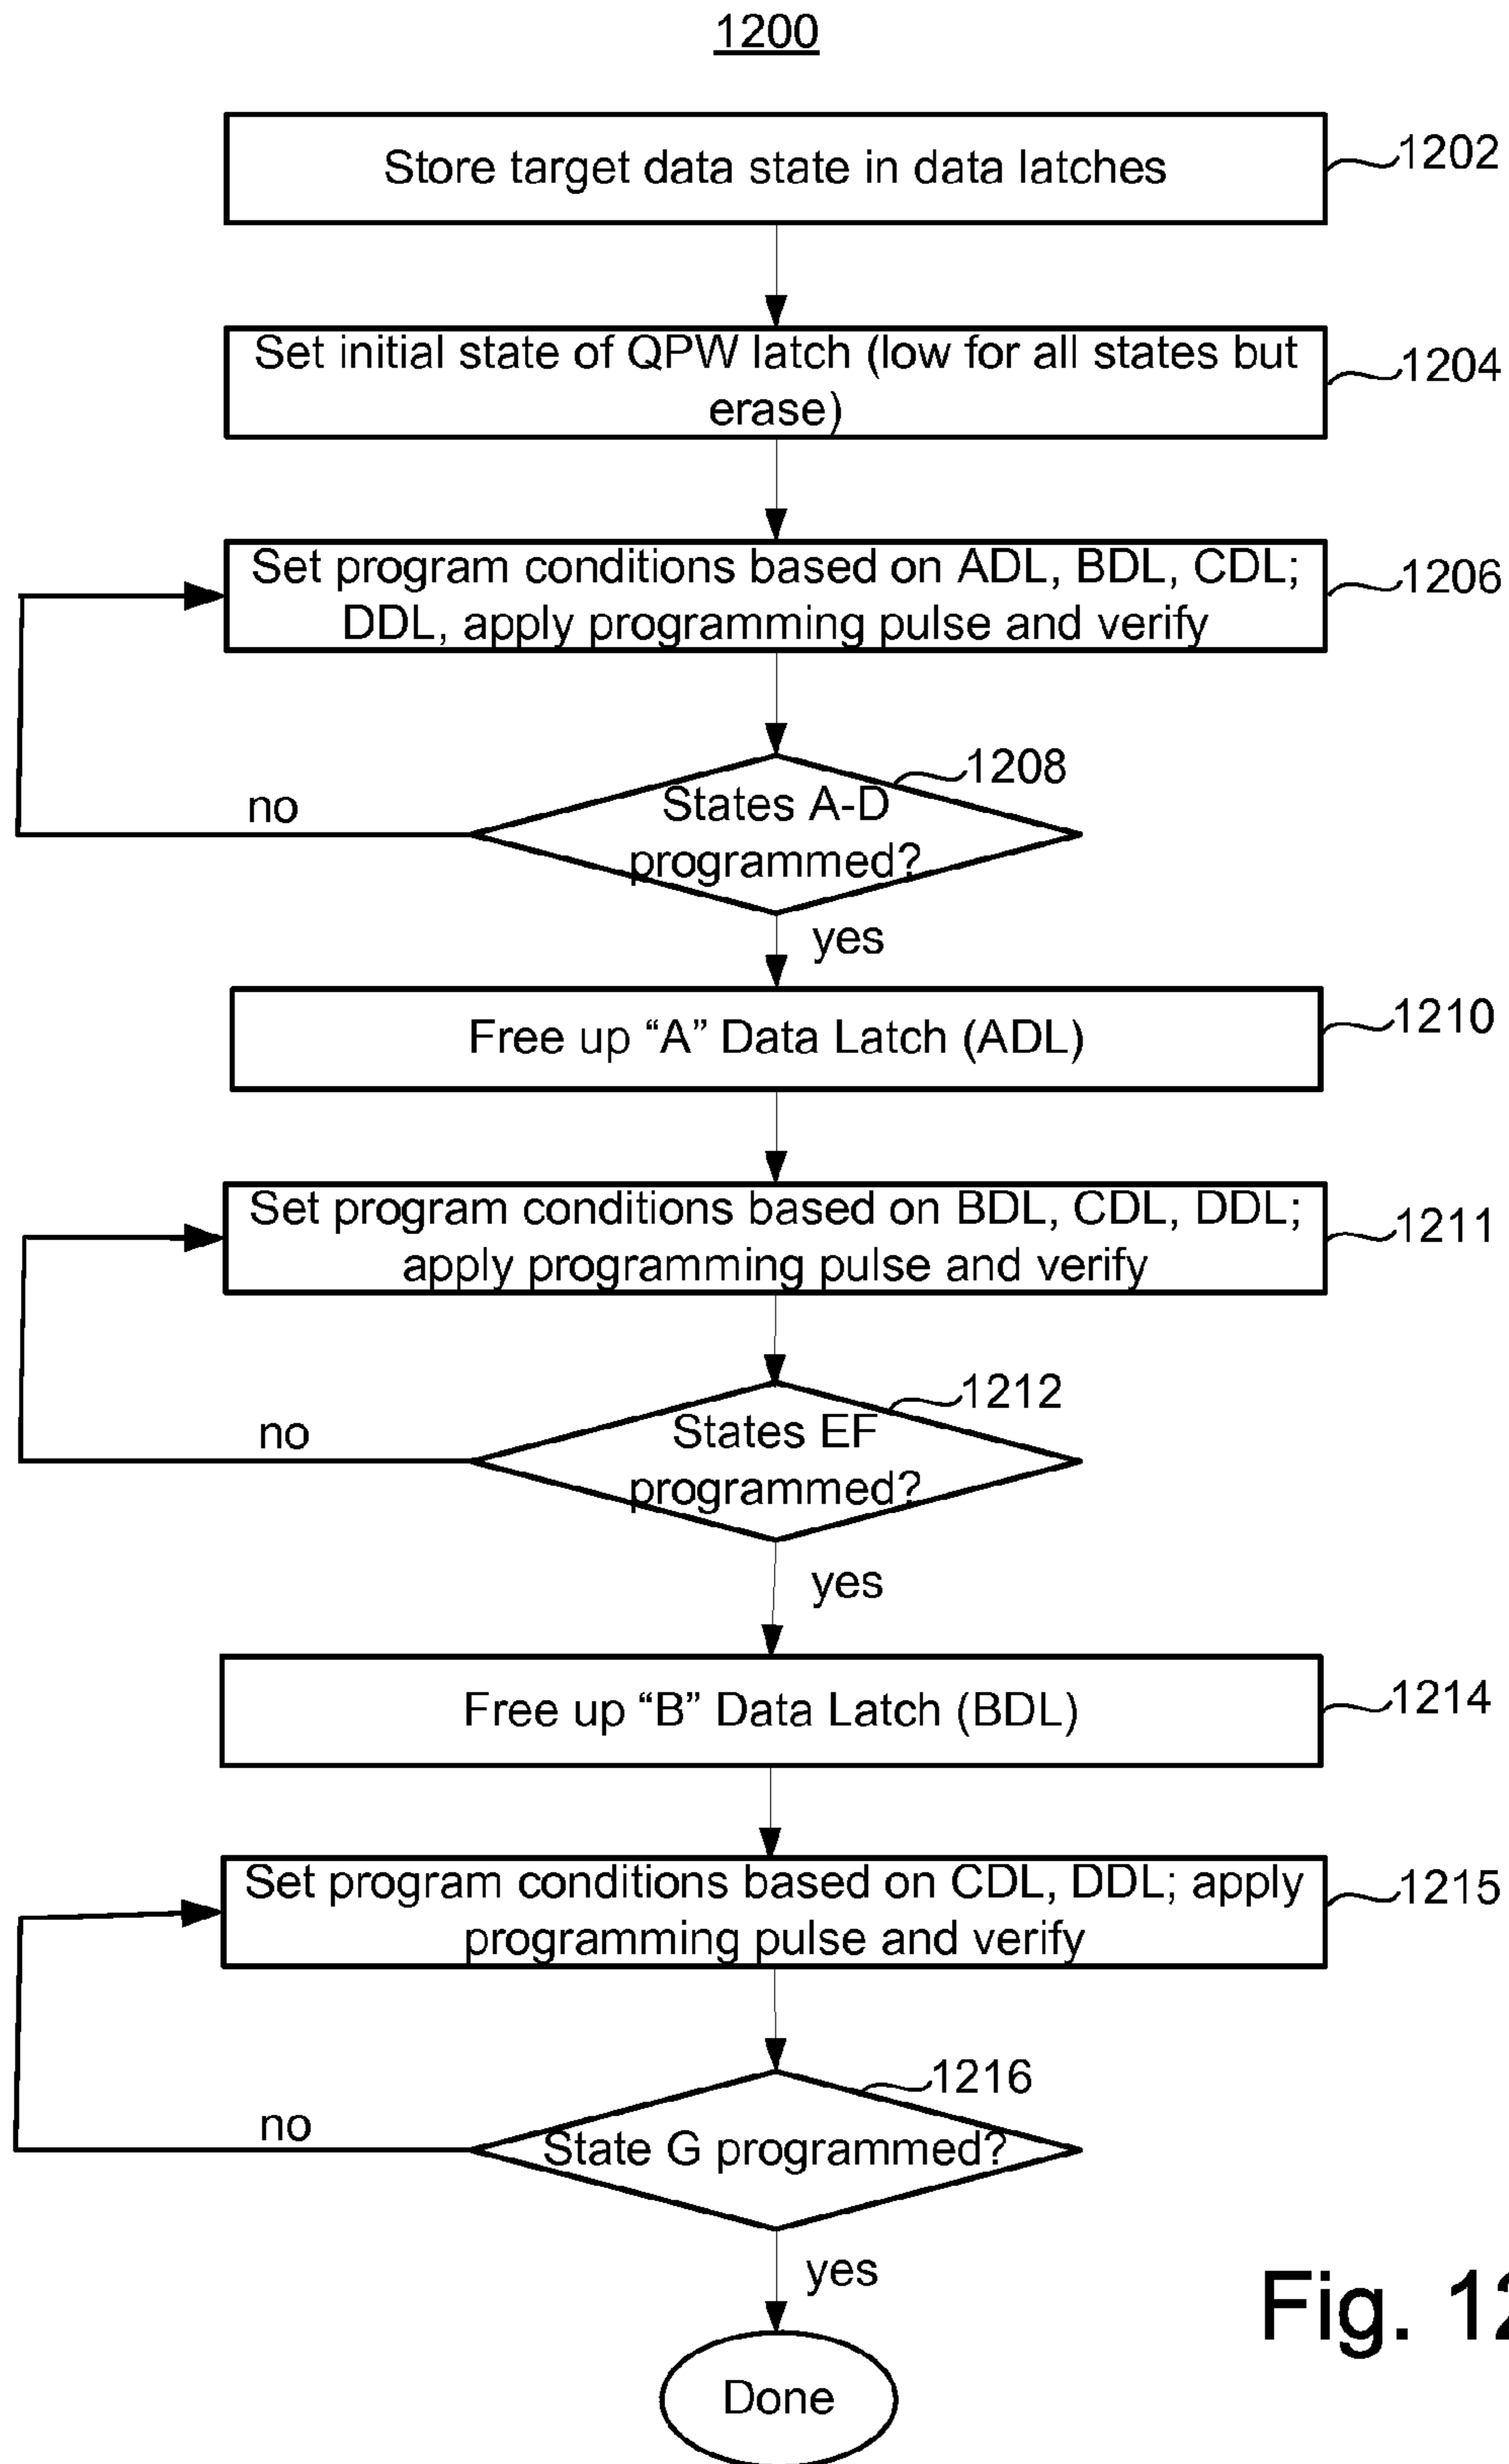 1200
Store target data state in data latches
1202
Set initial state of QPW latch (low for all states but
erase)
1204
Set program conditions based on ADL, BDL, CDL;
DDL, apply programming pulse and verify
1206
1208
States A-D
programmed?
no
yes
Free up “A” Data Latch (ADL)
1210
Set program conditions based on BDL, CDL, DDL;
apply programming pulse and verify
1211
1212
States EF
programmed?
no
yes
Free up “B” Data Latch (BDL)
1214
Set program conditions based on CDL, DDL; apply
programming pulse and verify
1215
1216
State G programmed?
no
yes
Done
Fig. 12